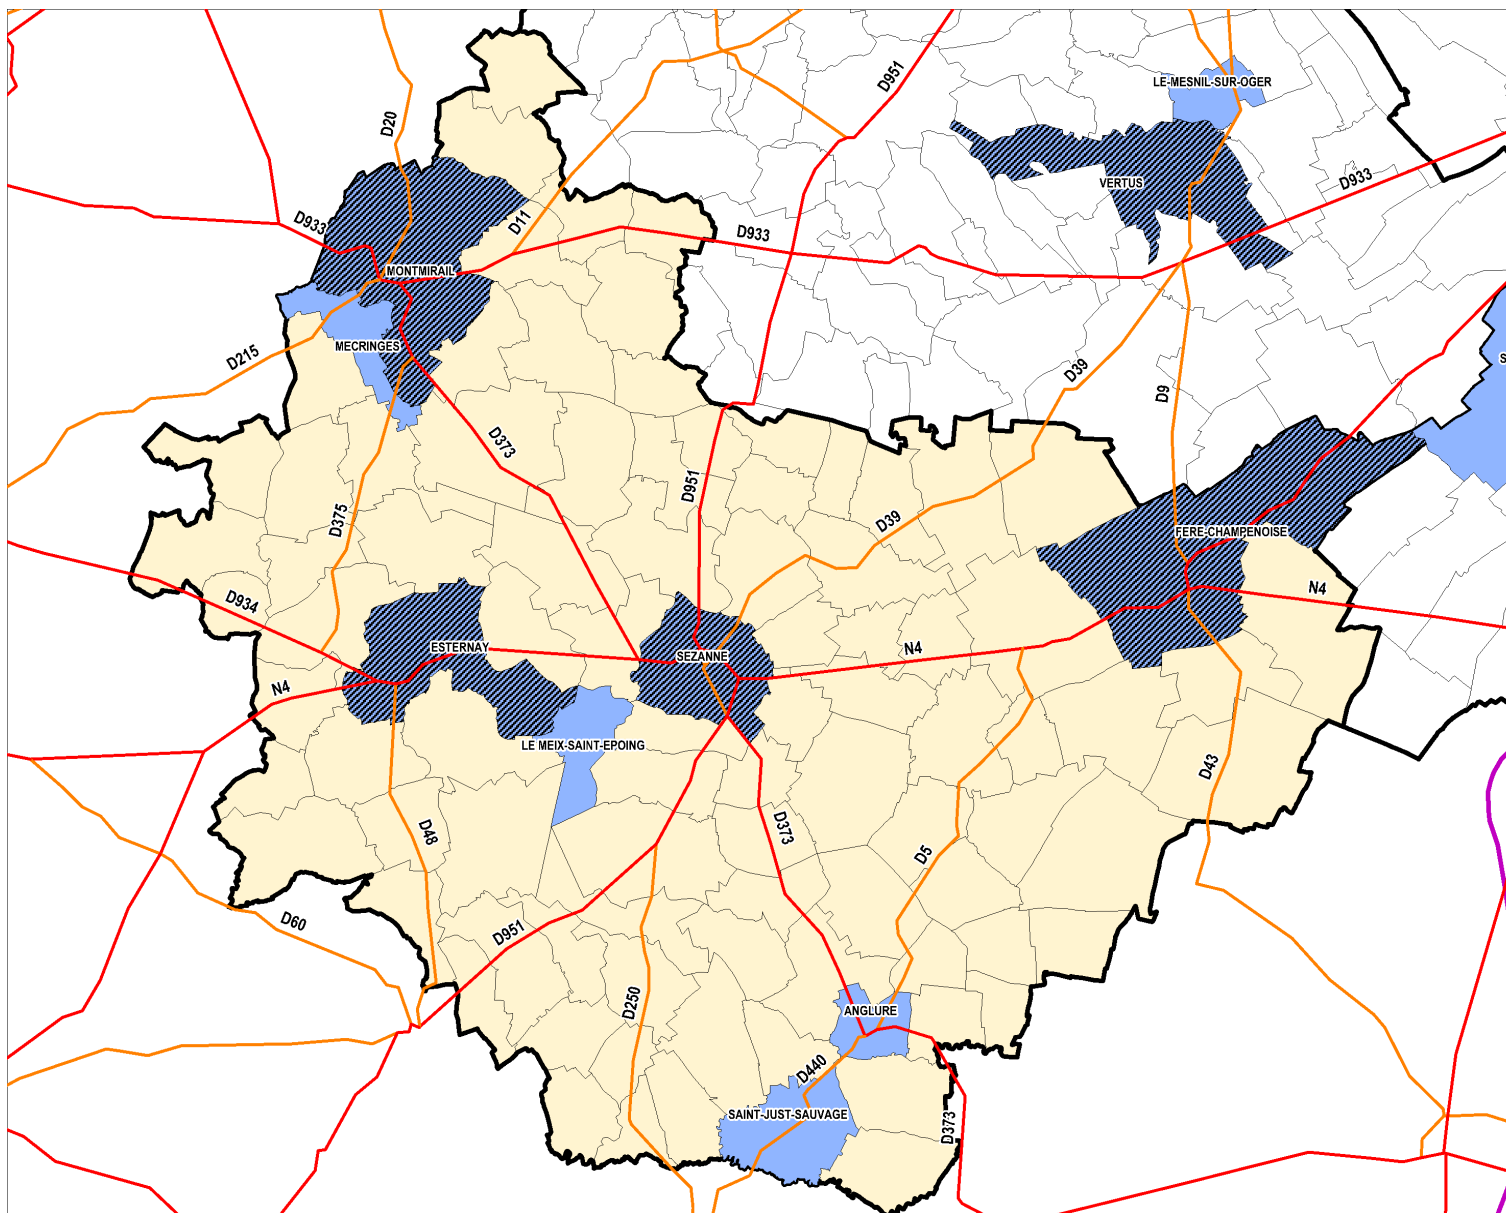 D951
LE-MESNIL-SUR-OGER
D20
VERTUS
D933
D11
D933
D933
MONTMIRAIL
MECRINGES
D215
D39
D9
S
D373
D951
D375
D39
FERE-CHAMPENOISE
D934
N4
ESTERNAY
SEZANNE
N4
N4
LE MEIX-SAINT-EPOING
D43
D48
D373
D5
D60
D951
D250
ANGLURE
D440
SAINT-JUST-SAUVAGE
D373